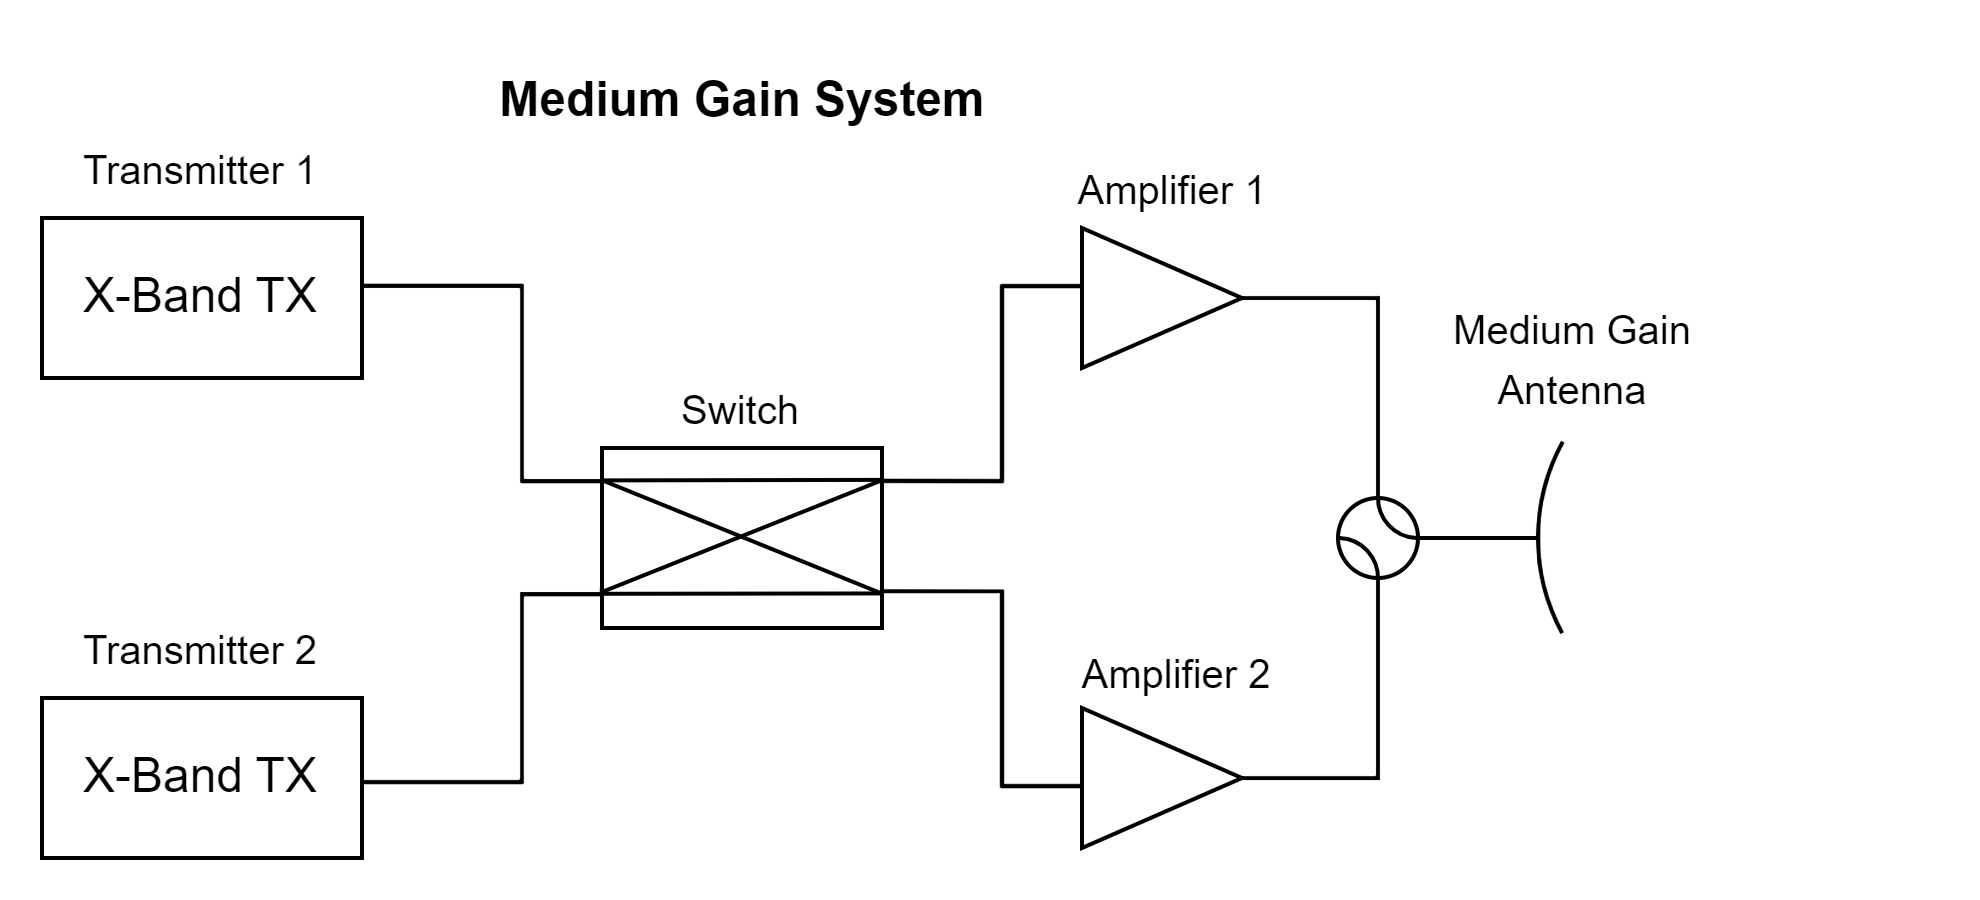 Medium Gain System
Transmitter 1
X-Band TX
Amplifier 1
Medium Gain
Antenna
Switch
Transmitter 2
X-Band TX
Amplifier 2